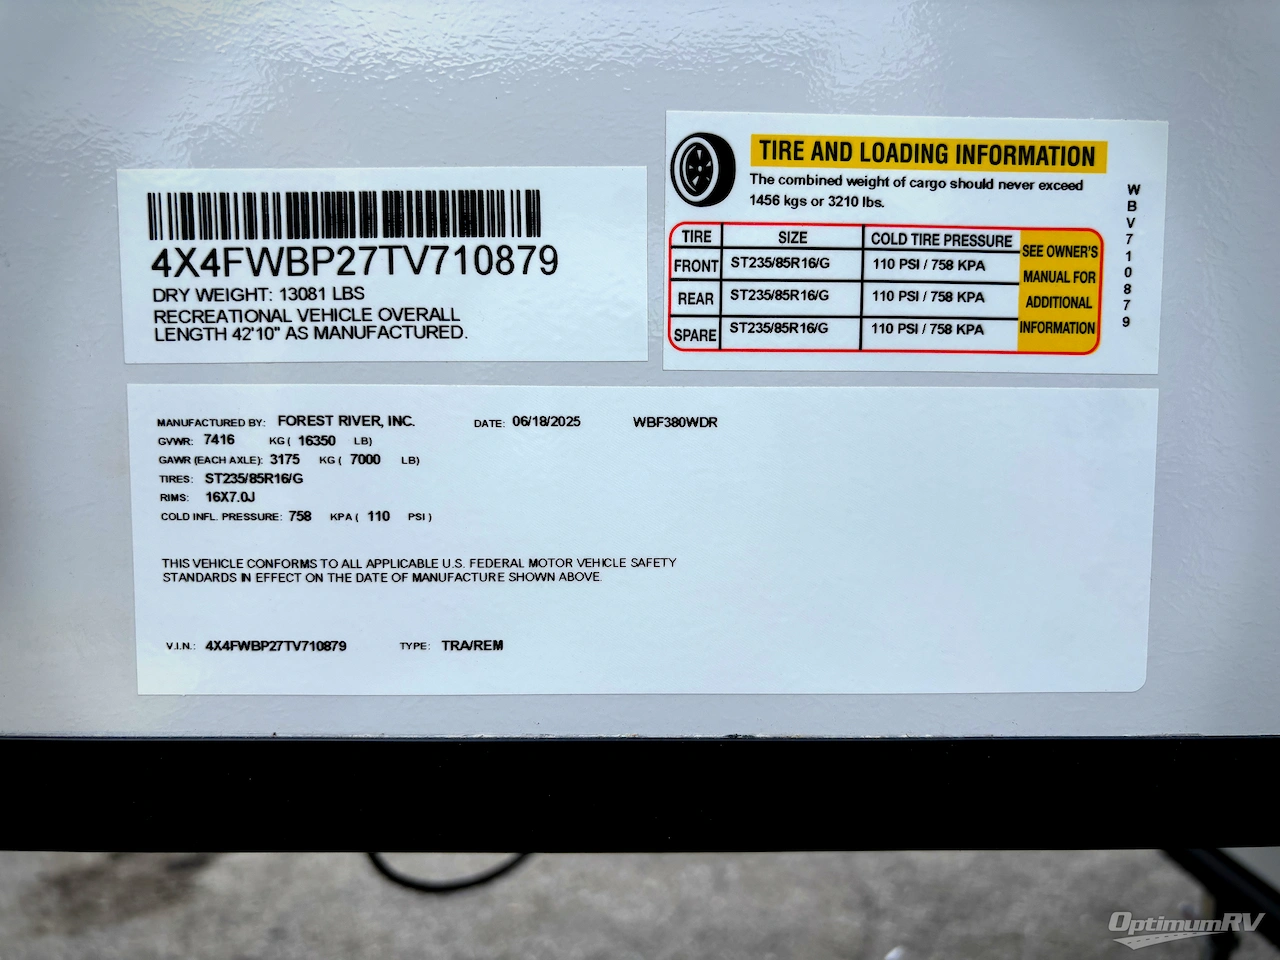 4X4FWBP27TV710879
DRY WEIGHT: 13081 LBS
RECREATIONAL VEHICLE OVERALL
LENGTH 42'10" AS MANUFACTURED.
TIRE AND LOADING INFORMATION
The combined weight of cargo should never exceed
1456 kgs or 3210 lbs.
TIRE SIZE COLD TIRE PRESSURE
FRONT ST235/85R16/G 110 PSI / 758 KPA
REAR ST235/85R16/G 110 PSI / 758 KPA
SPARE ST235/85R16/G 110 PSI / 758 KPA
SEE OWNER'S
MANUAL FOR
ADDITIONAL
INFORMATION
WBV710879
MANUFACTURED BY: FOREST RIVER, INC. DATE: 06/18/2025 WBF380WDR
GVWR: 7416 KG ( 16350 LB)
GAWR (EACH AXLE): 3175 KG ( 7000 LB)
TIRES: ST235/85R16/G
RIMS: 16X7.0J
COLD INFL. PRESSURE: 758 KPA ( 110 PSI )
THIS VEHICLE CONFORMS TO ALL APPLICABLE U.S. FEDERAL MOTOR VEHICLE SAFETY
STANDARDS IN EFFECT ON THE DATE OF MANUFACTURE SHOWN ABOVE.
V.I.N.: 4X4FWBP27TV710879 TYPE: TRA/REM
OptimumRV